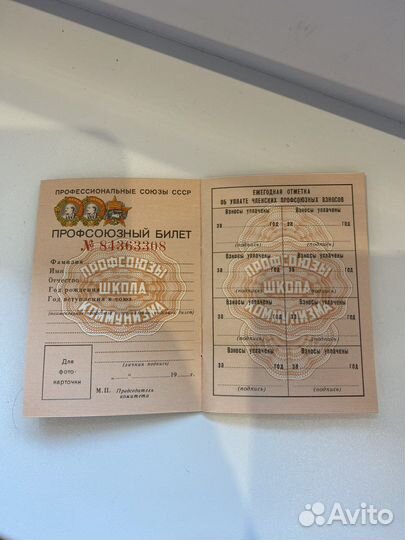 ПРОФЕССИОНАЛЬНЫЕ СОЮЗЫ СССР
ПРОФСОЮЗНЫЙ БИЛЕТ
№ 84363308
Фамилия
Имя
Отчество
Год рождения
Год вступления в союз
ПРОФСОЮЗЫ
ШКОЛА
КОММУНИЗМА
Для
фото-
карточки
(личная подпись)
19 г.
М.П. Председатель
комитета
ЕЖЕГОДНАЯ ОТМЕТКА
ОБ УПЛАТЕ ЧЛЕНСКИХ ПРОФСОЮЗНЫХ ВЗНОСОВ
Взносы уплачены Взносы уплачены
за год за год
(подпись) (подпись)
Взносы уплачены Взносы уплачены
за год за год
(подпись) (подпись)
Взносы уплачены Взносы уплачены
за год за год
(подпись) (подпись)
Взносы уплачены Взносы уплачены
за год за год
(подпись) (подпись)
ПРОФСОЮЗЫ
ШКОЛА
КОММУНИЗМА
Avito